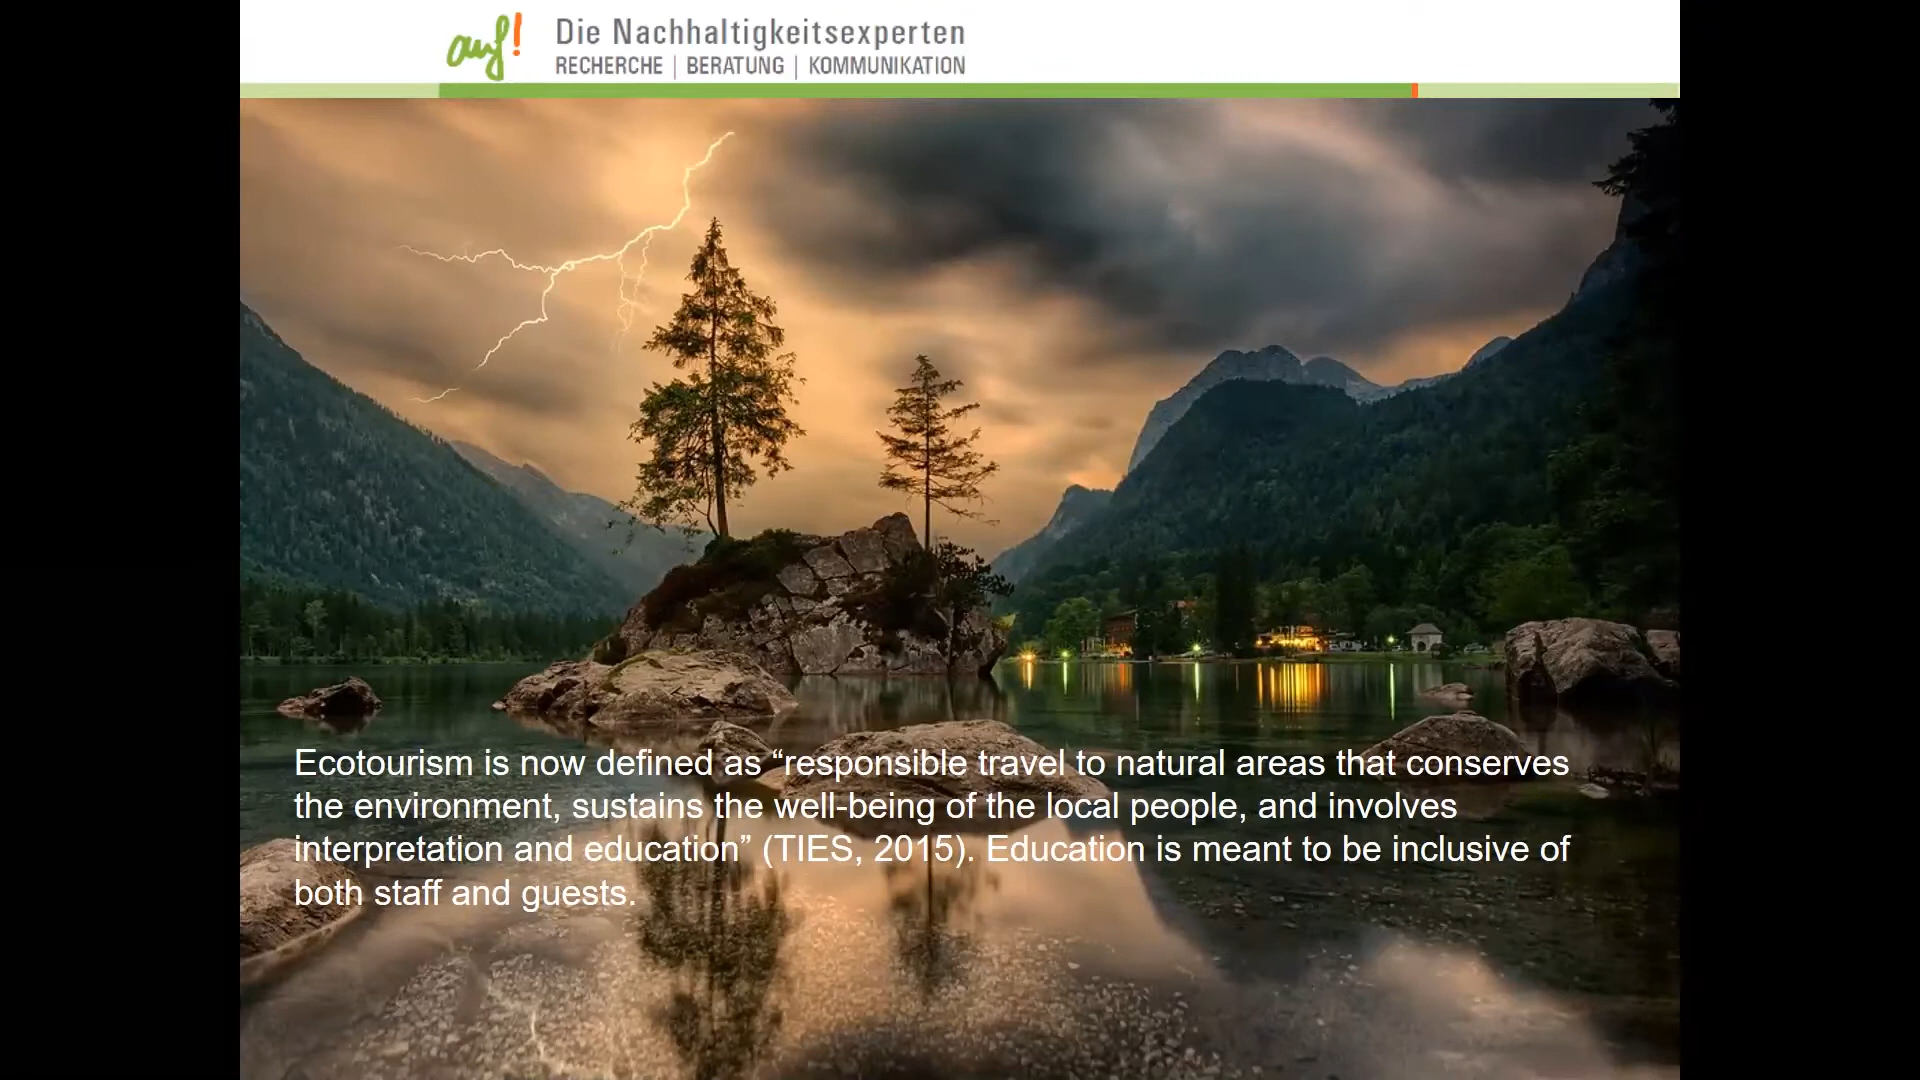 auf!
Die Nachhaltigkeitsexperten
RECHERCHE | BERATUNG | KOMMUNIKATION
Ecotourism is now defined as “responsible travel to natural areas that conserves
the environment, sustains the well-being of the local people, and involves
interpretation and education” (TIES, 2015). Education is meant to be inclusive of
both staff and guests.